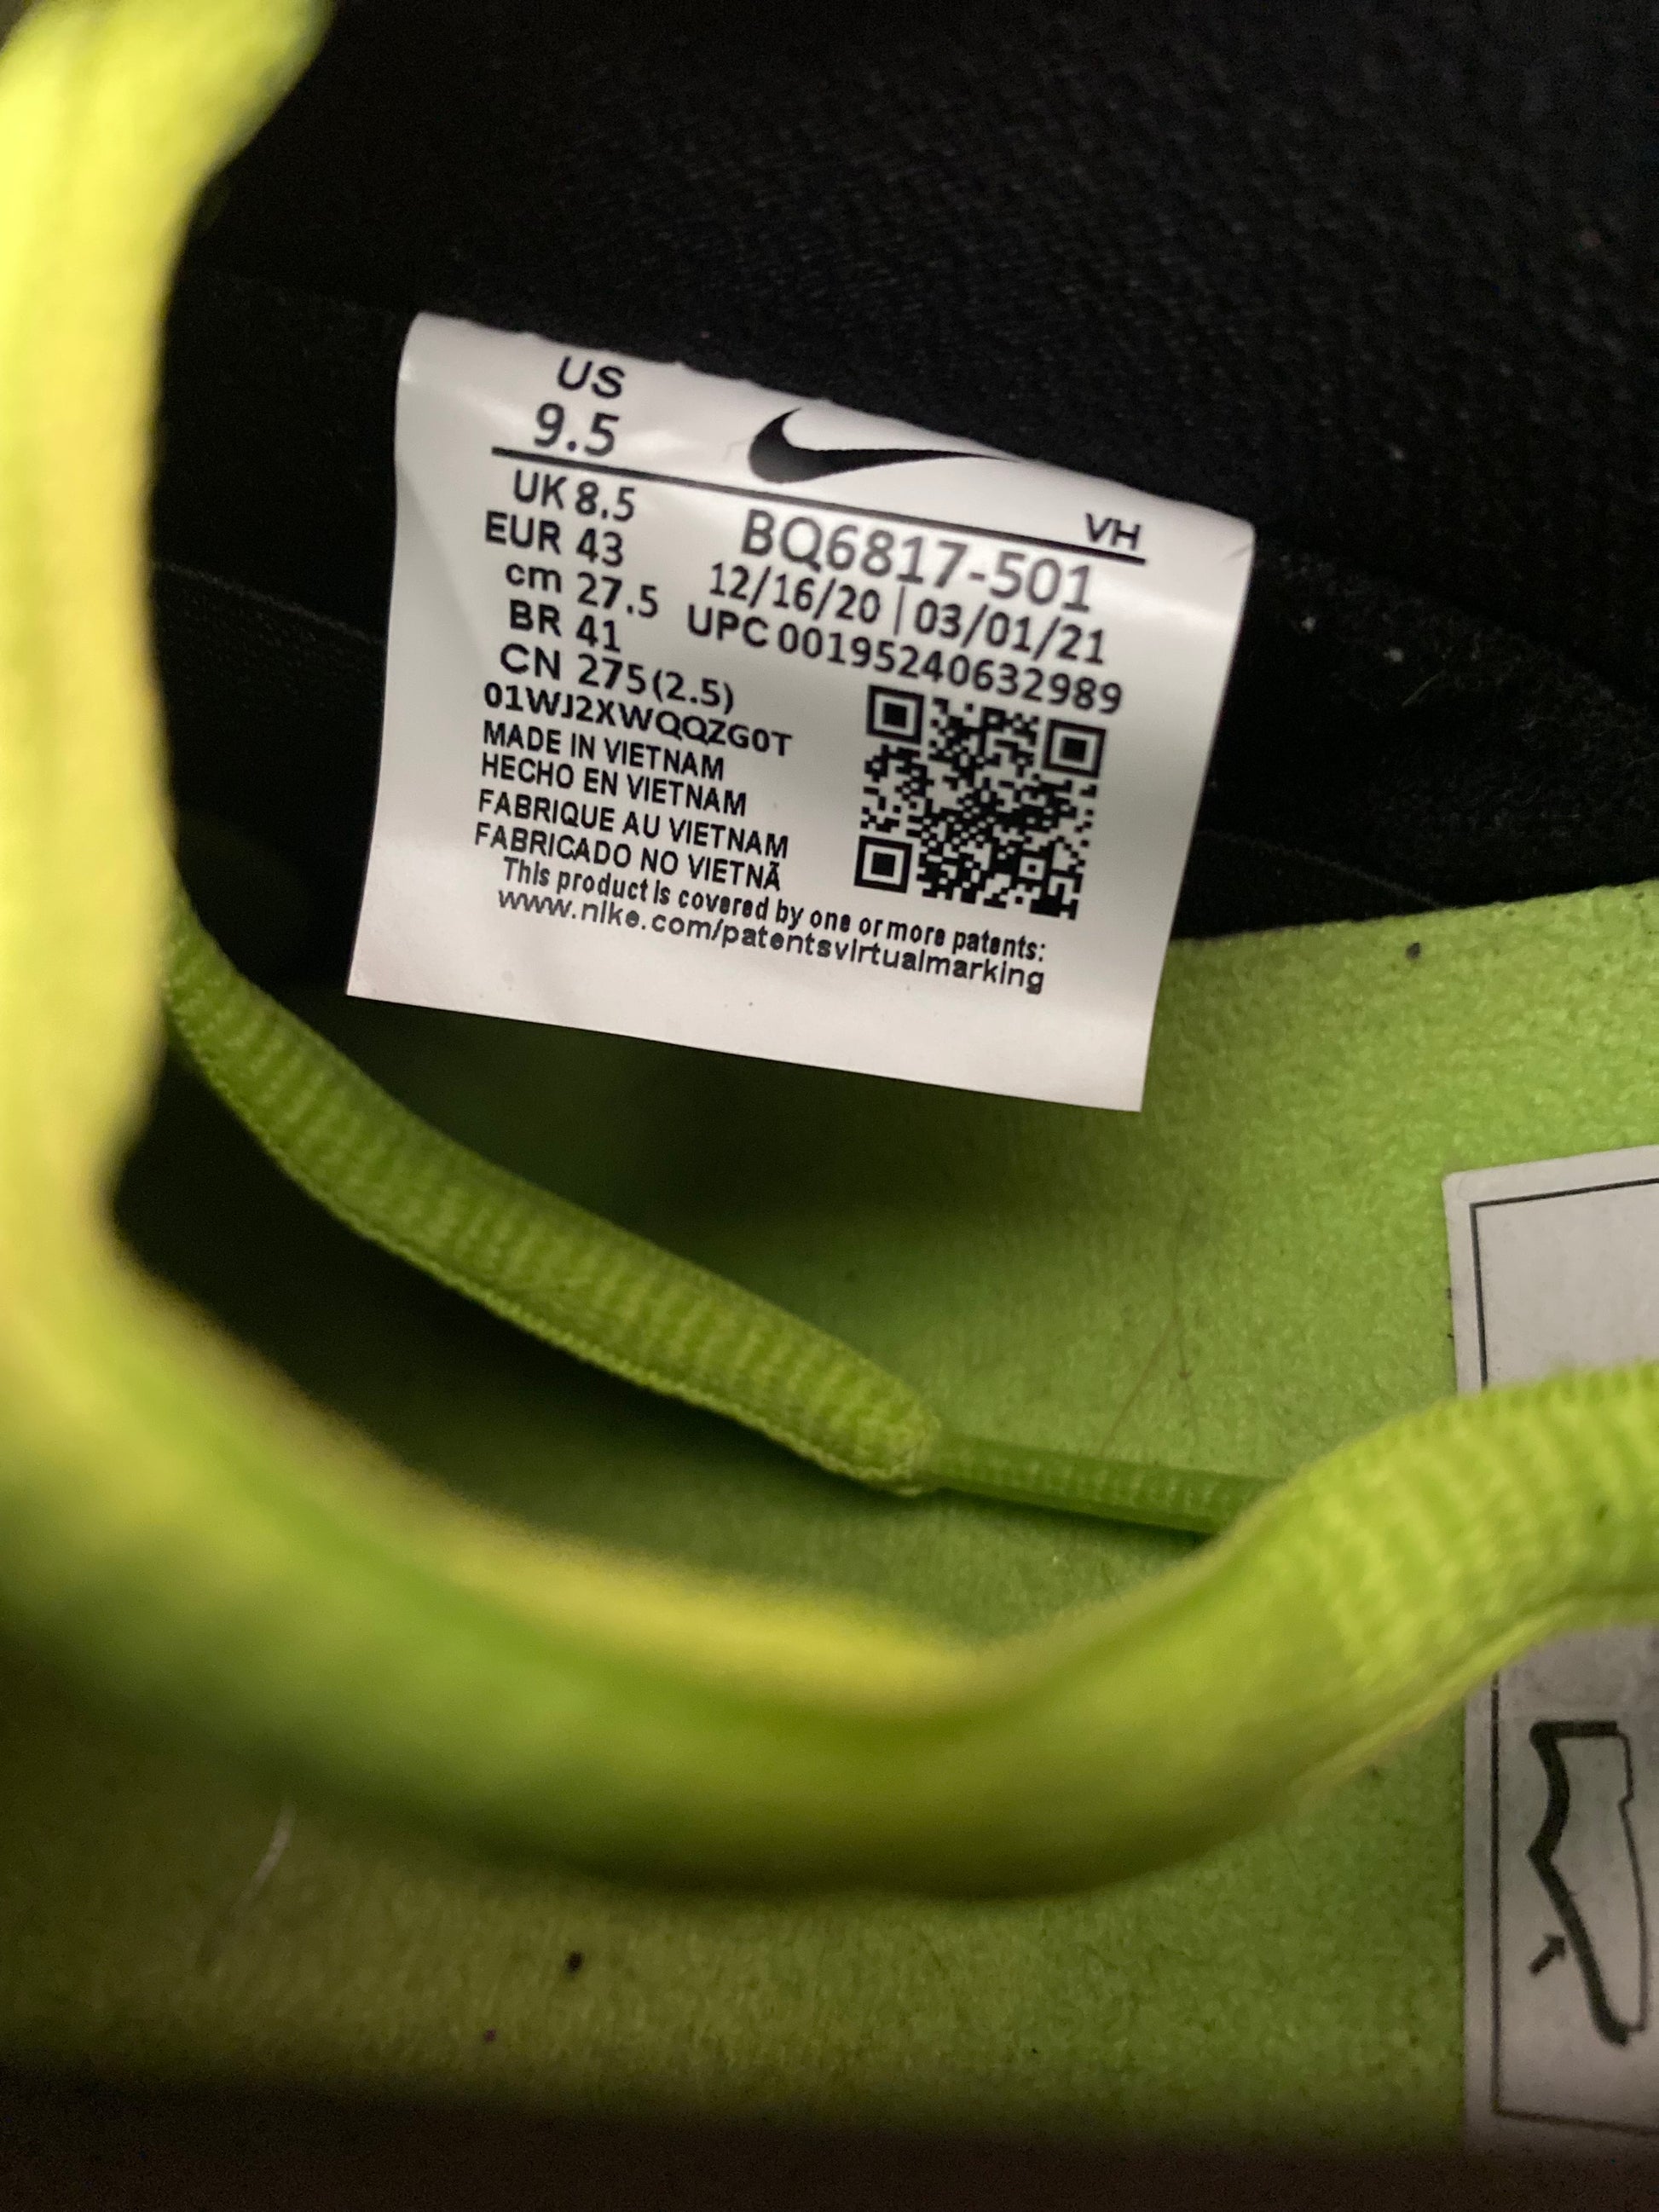 US
9.5
VH
UK 8.5
EUR 43
cm 27.5
BR 41
CN 275(2.5)
BQ6817-501
12/16/20 | 03/01/21
UPC 00195240632989
01WJ2XWQQZG0T
MADE IN VIETNAM
HECHO EN VIETNAM
FABRIQUE AU VIETNAM
FABRICADO NO VIETNÃ
This product is covered by one or more patents:
www.nike.com/patentsvirtualmarking